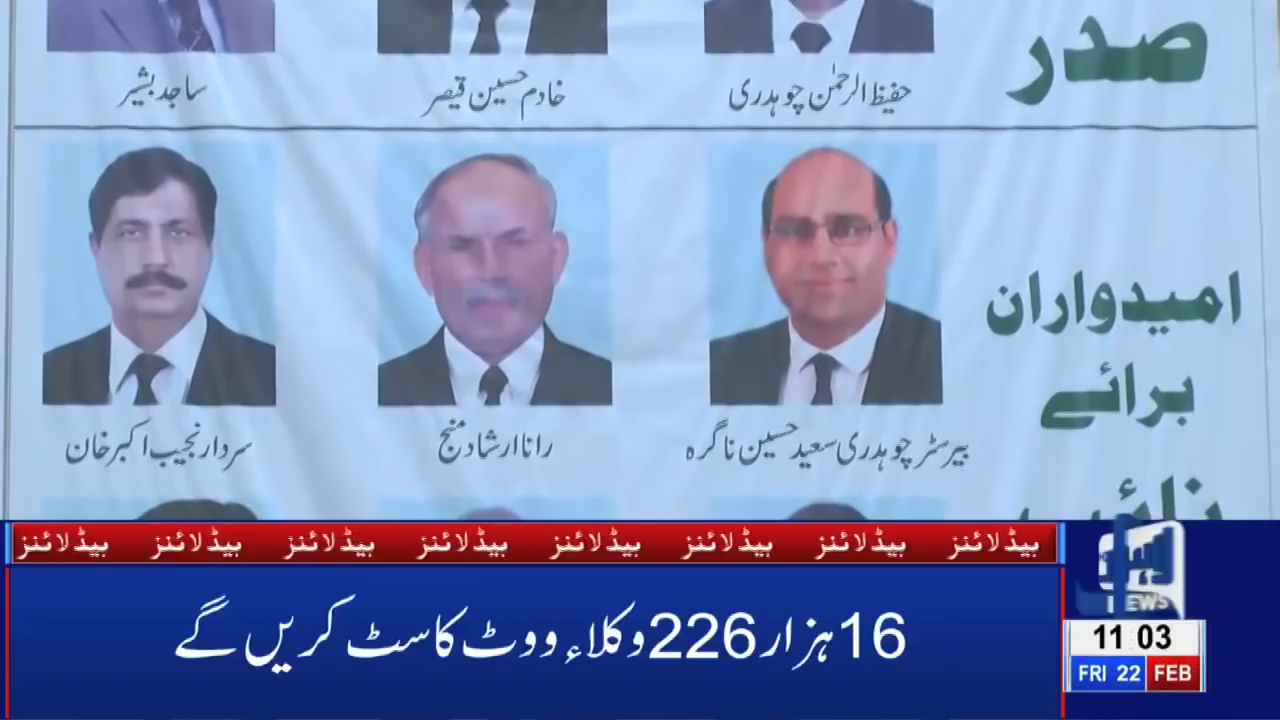 صدر
حفیظ الرحمٰن چوہدری
خادم حسین قیصر
ساجد بشیر
امیدواران
برائے
بیرسٹر چوہدری سعید حسین ناگرہ
رانا ارشاد منج
سردار نجیب اکبر خان
ہیڈلائنز ہیڈلائنز ہیڈلائنز ہیڈلائنز ہیڈلائنز ہیڈلائنز ہیڈلائنز ہیڈلائنز
16 ہزار 226 وکلاء ووٹ کاسٹ کریں گے
NEWS
11 03
FRI 22 FEB